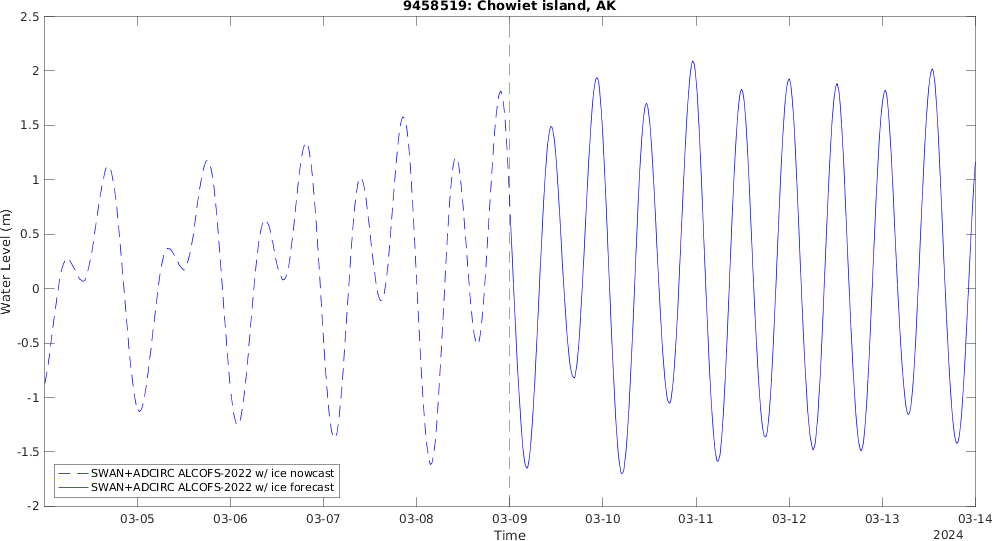 9458519: Chowiet island, AK
2.5
2
1.5
1
0.5
0
-0.5
-1
-1.5
-2
Water Level (m)
SWAN+ADCIRC ALCOFS-2022 w/ ice nowcast
SWAN+ADCIRC ALCOFS-2022 w/ ice forecast
03-05 03-06 03-07 03-08 03-09 03-10 03-11 03-12 03-13 03-14
Time
2024